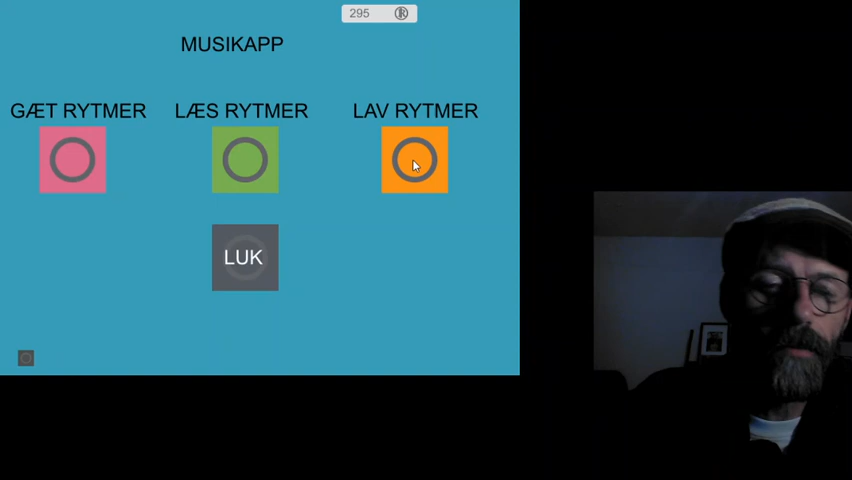 295 ®
MUSIKAPP
GÆT RYTMER LÆS RYTMER LAV RYTMER
LUK